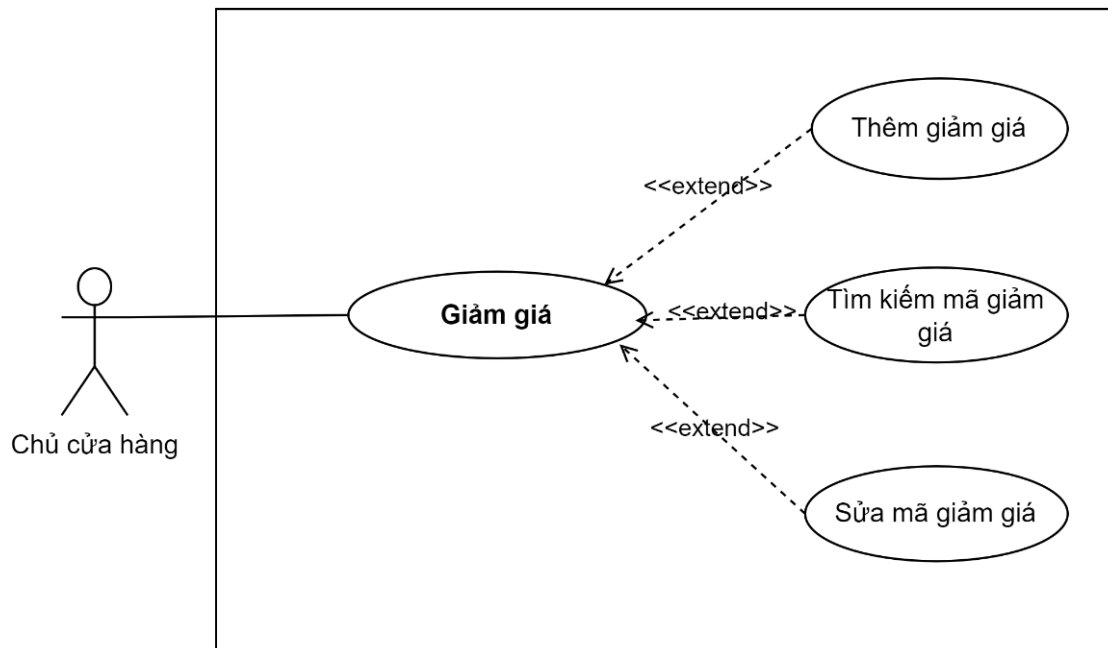 Thêm giảm giá
<<extend>>
Giảm giá
<<extend>>
Tìm kiếm mã giảm
giá
<<extend>>
Chủ cửa hàng
Sửa mã giảm giá